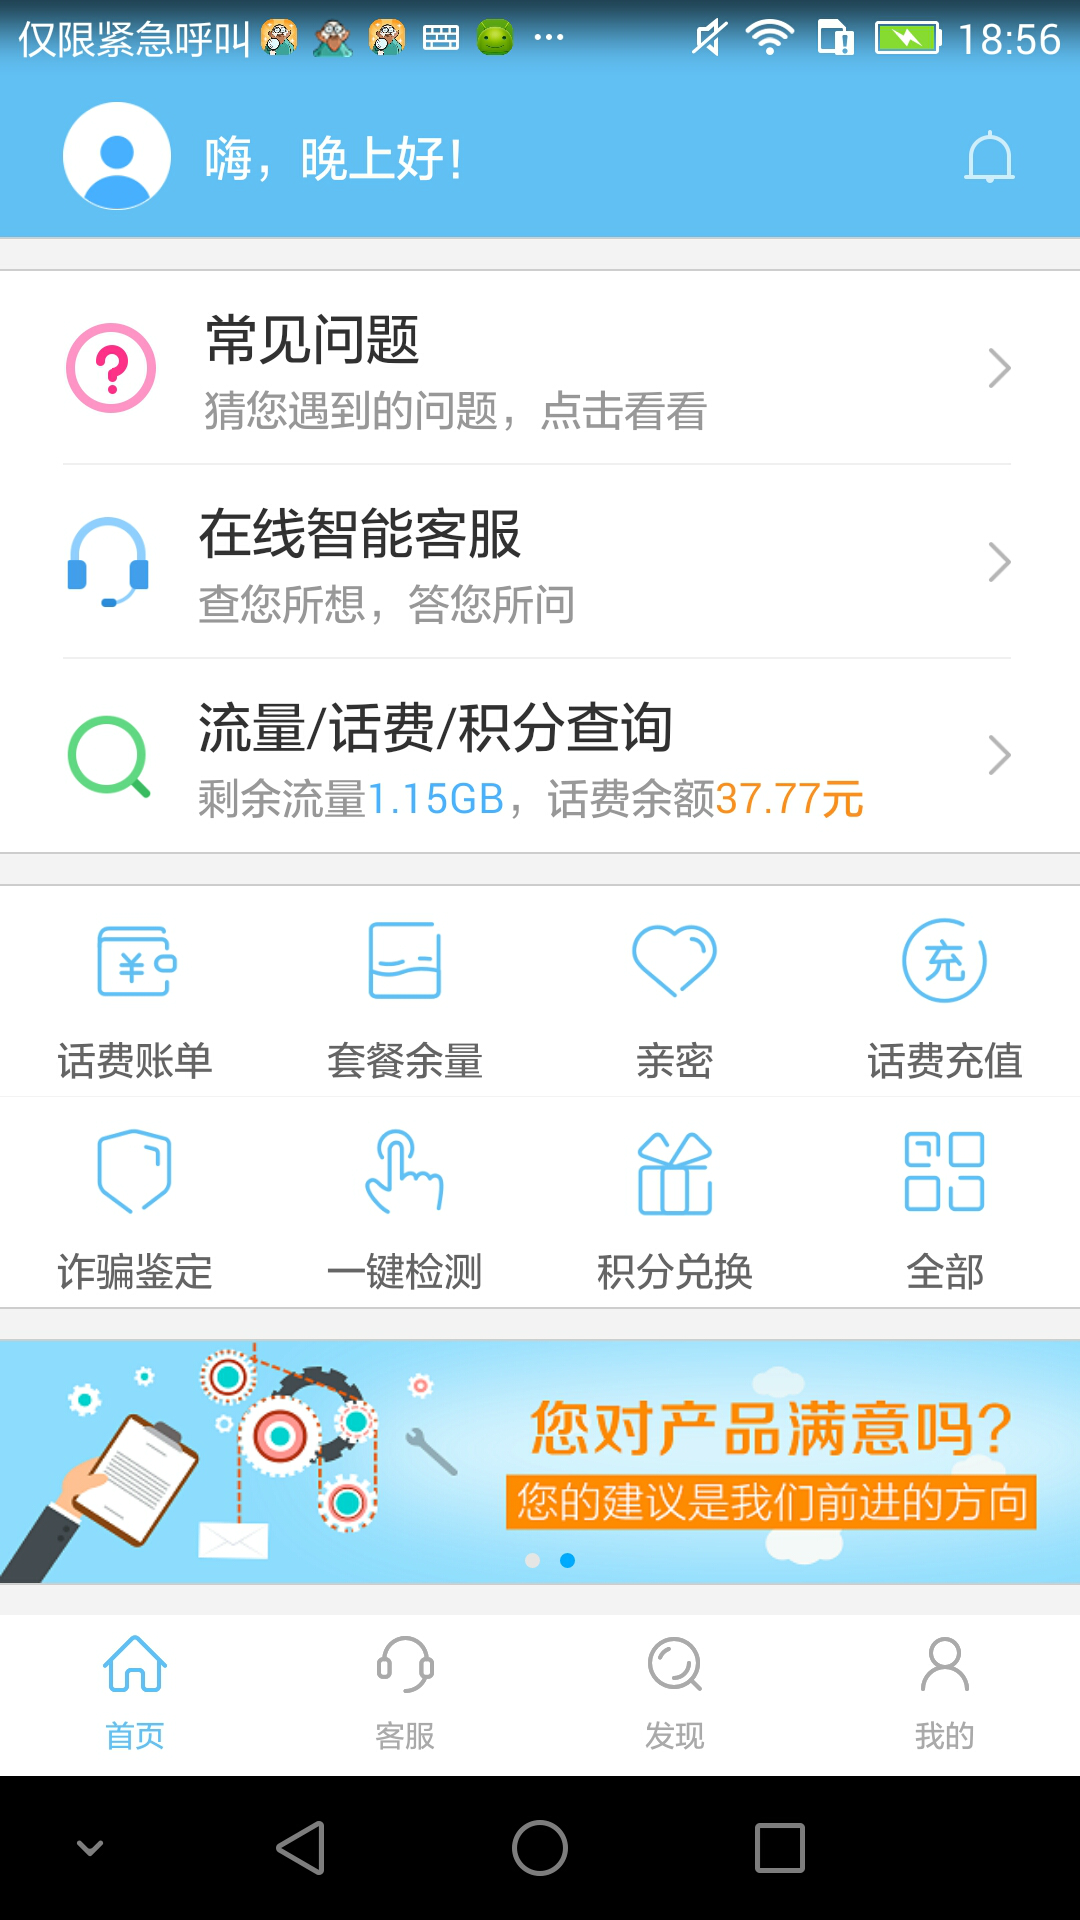 仅限紧急呼叫 ... 18:56
嗨，晚上好！
常见问题
猜您遇到的问题，点击看看
在线智能客服
查您所想，答您所问
流量/话费/积分查询
剩余流量1.15GB，话费余额37.77元
话费账单 套餐余量 亲密 话费充值
充
诈骗鉴定 一键检测 积分兑换 全部
您对产品满意吗?
您的建议是我们前进的方向
首页 客服 发现 我的